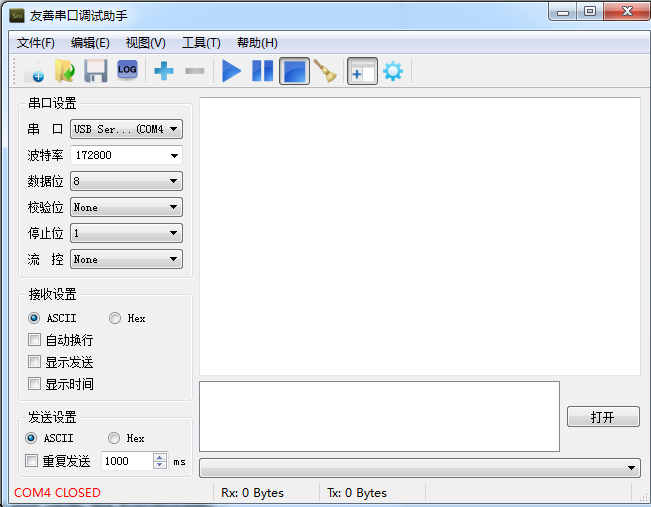 友善串口调试助手
文件(F) 编辑(E) 视图(V) 工具(T) 帮助(H)
LOG
串口设置
串 口 USB Ser...(COM4
波特率 172800
数据位 8
校验位 None
停止位 1
流 控 None
接收设置
ASCII Hex
自动换行
显示发送
显示时间
发送设置
ASCII Hex
重复发送 1000 ms
打开
COM4 CLOSED Rx: 0 Bytes Tx: 0 Bytes